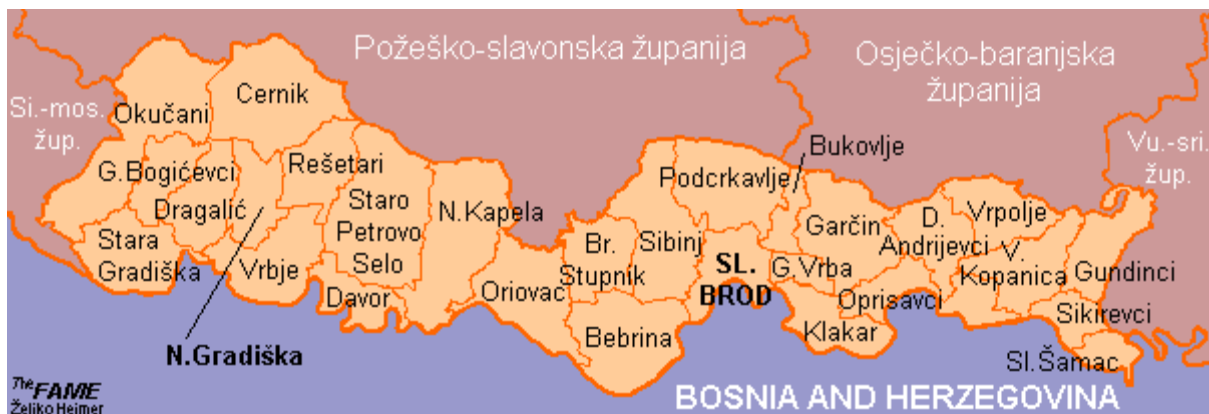 Požeško-slavonska županija
Osječko-baranjska
županija
Si.-mos.
žup.
Vu.-sri.
žup.
Okučani
Cernik
G.Bogićevci
Rešetari
Dragalić
Stara
Gradiška
Vrbje
Staro
Petrovo
Selo
Davor
N.Kapela
N.Gradiška
Oriovac
Br.
Stupnik
Sibinj
Bebrina
Podcrkavlje
Bukovlje
SL.
BROD
Garčin
G.Vrba
Klakar
Oprisavci
D.
Andrijevci
Vrpolje
V.
Kopanica
Gundinci
Sikirevci
Sl.Šamac
BOSNIA AND HERZEGOVINA
The FAME
Željko Heimer